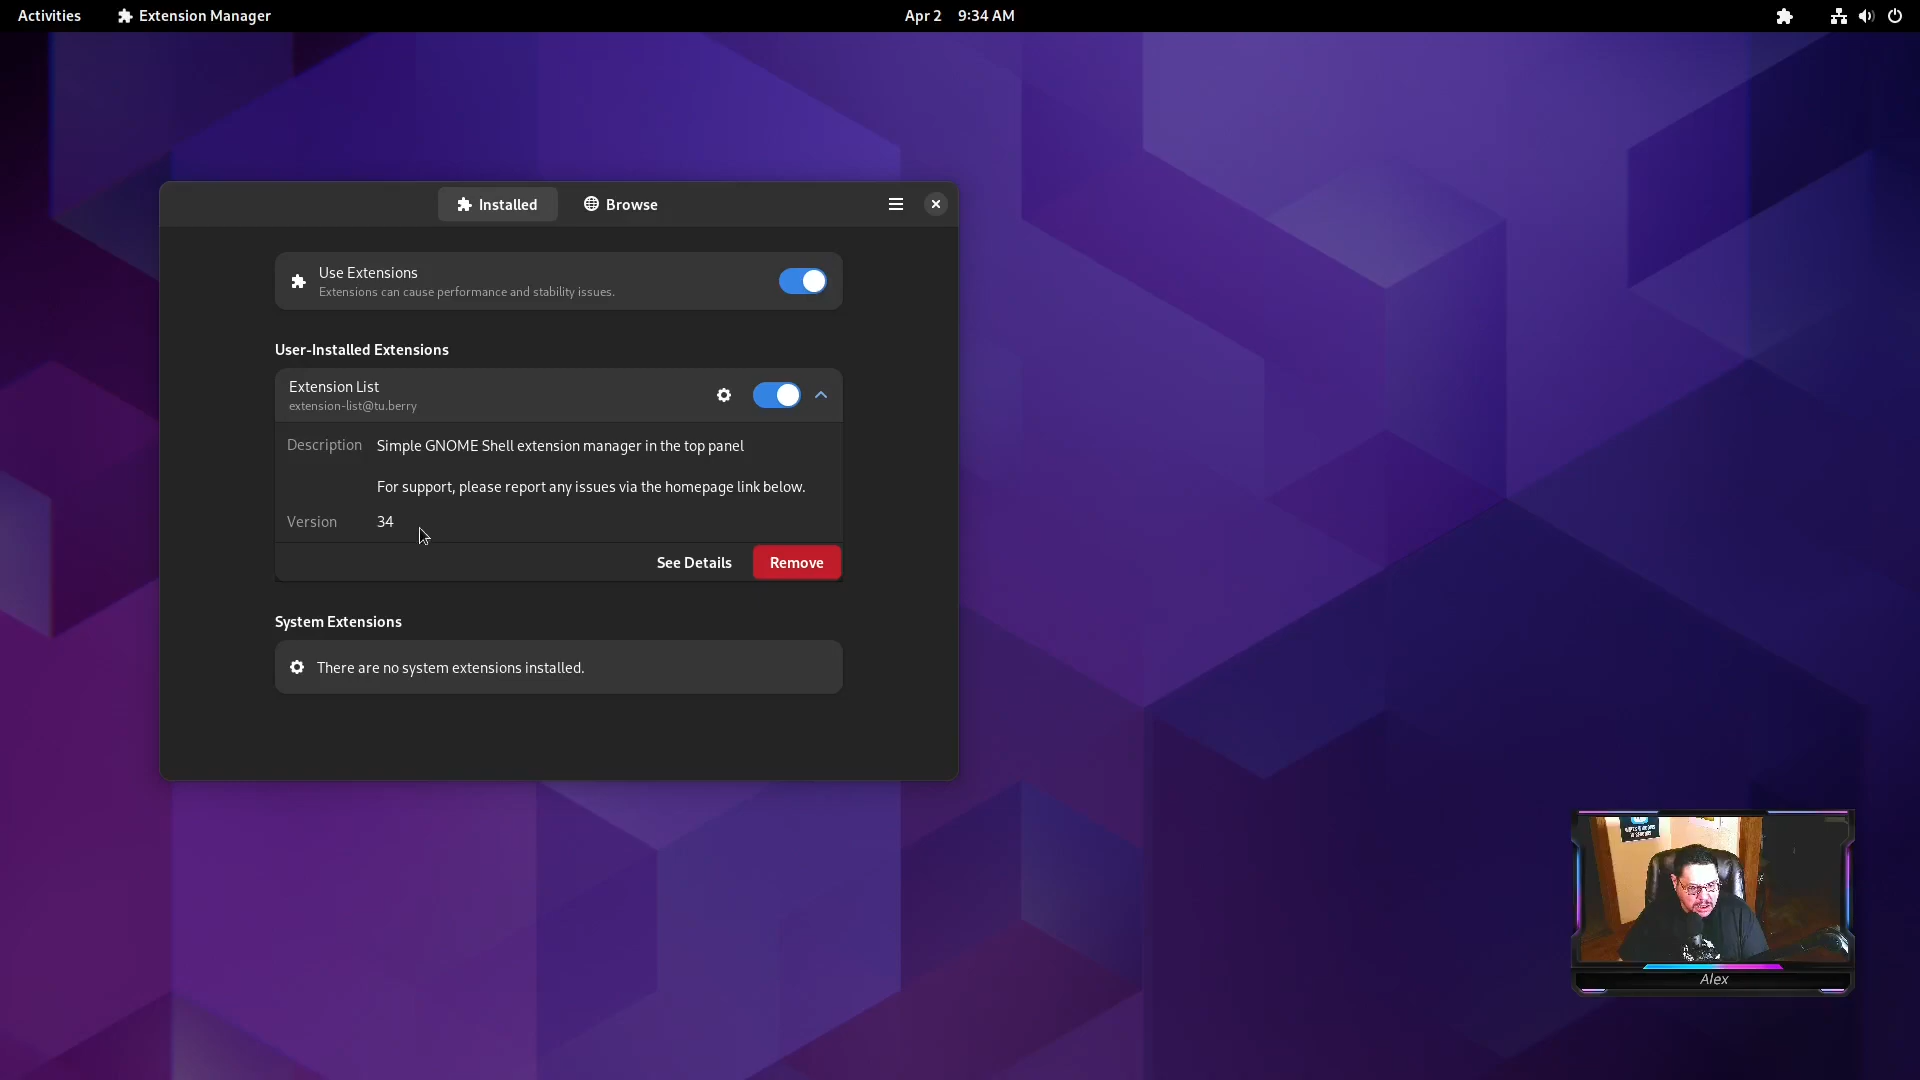 Activities
Extension Manager
Apr 2 9:34 AM
Installed
Browse
Use Extensions
Extensions can cause performance and stability issues.
User-Installed Extensions
Extension List
extension-list@tu.berry
Description Simple GNOME Shell extension manager in the top panel
For support, please report any issues via the homepage link below.
Version 34
See Details
Remove
System Extensions
There are no system extensions installed.
Alex